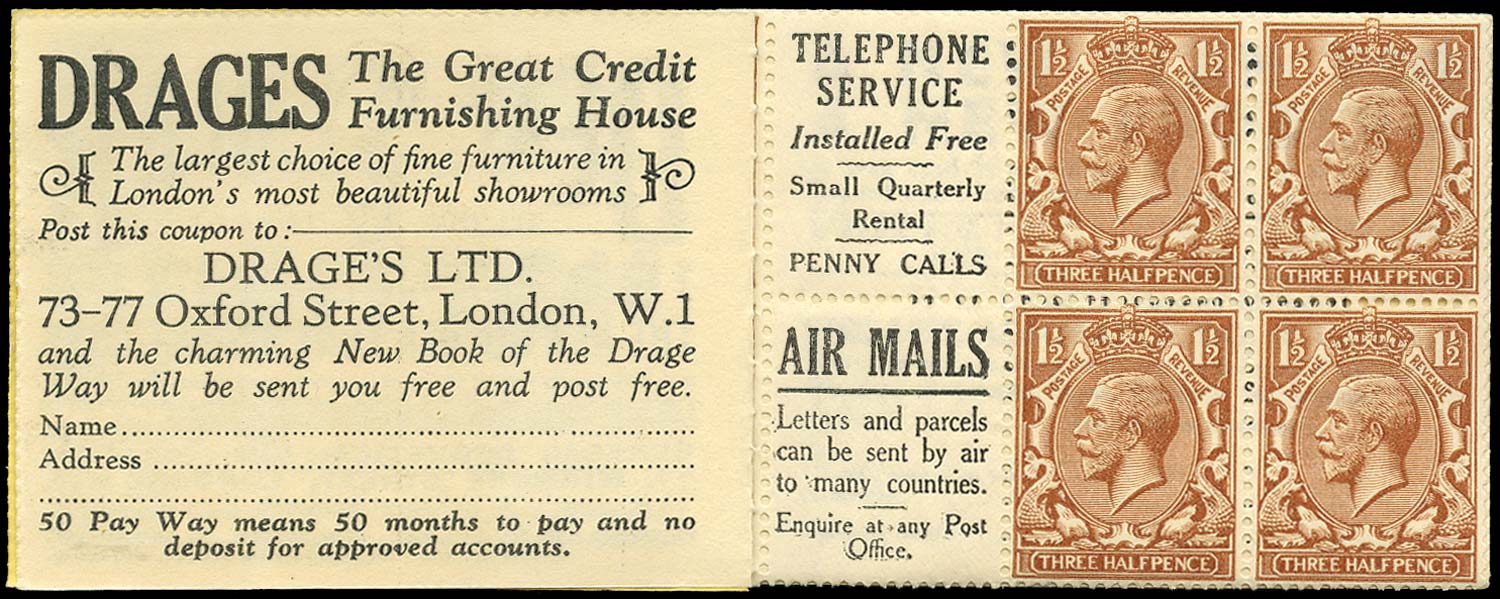 DRAGES The Great Credit
Furnishing House
The largest choice of fine furniture in
London's most beautiful showrooms
Post this coupon to :
DRAGE'S LTD.
73-77 Oxford Street, London, W.1
and the charming New Book of the Drage
Way will be sent you free and post free.
Name
Address
50 Pay Way means 50 months to pay and no
deposit for approved accounts.
TELEPHONE
SERVICE
Installed Free
Small Quarterly
Rental
PENNY CALLS
AIR MAILS
Letters and parcels
can be sent by air
to many countries.
Enquire at any Post
Office.
1½ 1½
POSTAGE REVENUE
THREE HALFPENCE
1½ 1½
POSTAGE REVENUE
THREE HALFPENCE
1½ 1½
POSTAGE REVENUE
THREE HALFPENCE
1½ 1½
POSTAGE REVENUE
THREE HALFPENCE